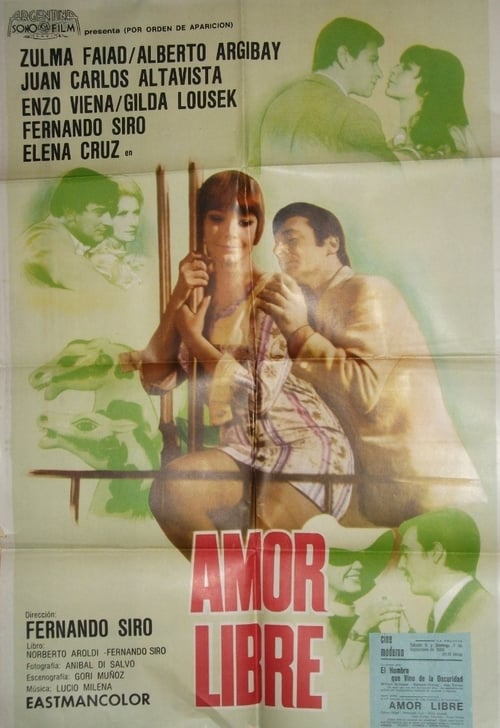 ARGENTINA
SONO FILM
presenta (POR ORDEN DE APARICION)
ZULMA FAIAD/ALBERTO ARGIBAY
JUAN CARLOS ALTAVISTA
ENZO VIENA/GILDA LOUSEK
FERNANDO SIRO
ELENA CRUZ en
AMOR
LIBRE
Dirección:
FERNANDO SIRO
Libro:
NORBERTO AROLDI -FERNANDO SIRO
Fotografía: ANIBAL DI SALVO
Escenografía: GORI MUÑOZ
Música: LUCIO MILENA
EASTMANCOLOR
cine
moderno
El Hombre
que Vino de la Oscuridad
AMOR LIBRE